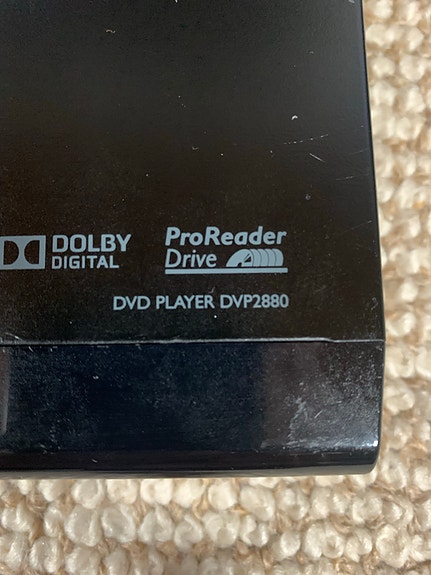 DOLBY
DIGITAL
ProReader
Drive
DVD PLAYER DVP2880